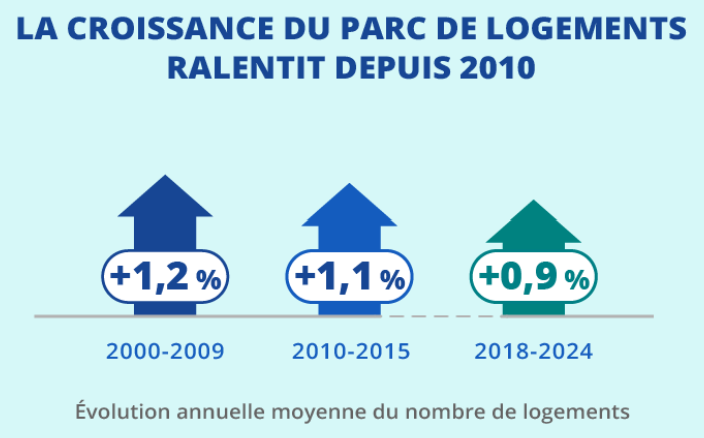 LA CROISSANCE DU PARC DE LOGEMENTS
RALENTIT DEPUIS 2010
+1,2 %
+1,1 %
+0,9 %
2000-2009
2010-2015
2018-2024
Évolution annuelle moyenne du nombre de logements